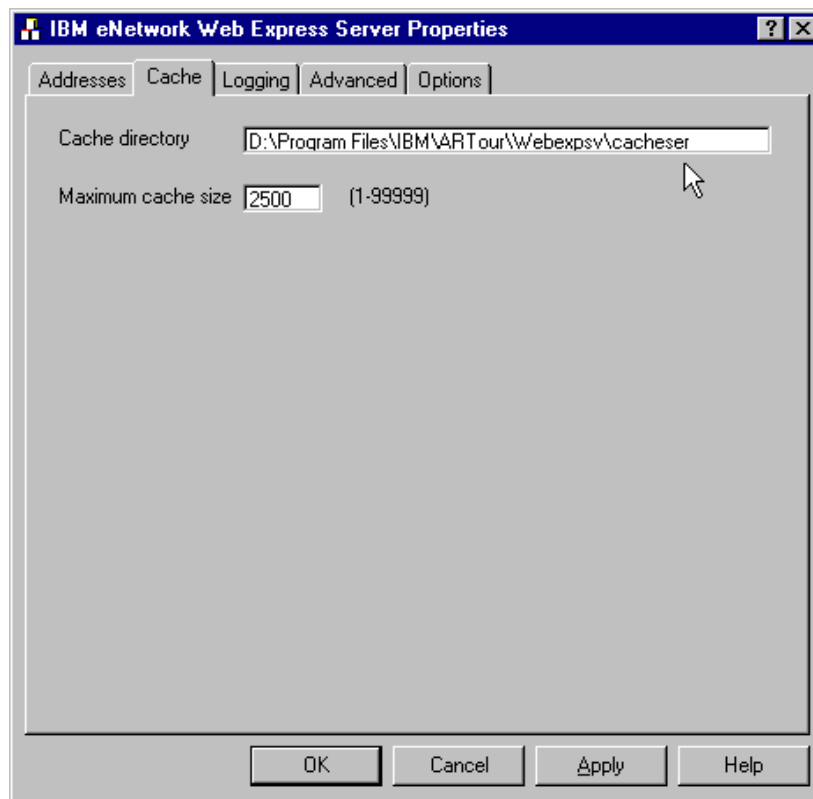 IBM eNetwork Web Express Server Properties
Addresses Cache Logging Advanced Options
Cache directory D:\Program Files\IBM\ARTour\Webexpsv\cacheser
Maximum cache size 2500 (1-99999)
OK Cancel Apply Help